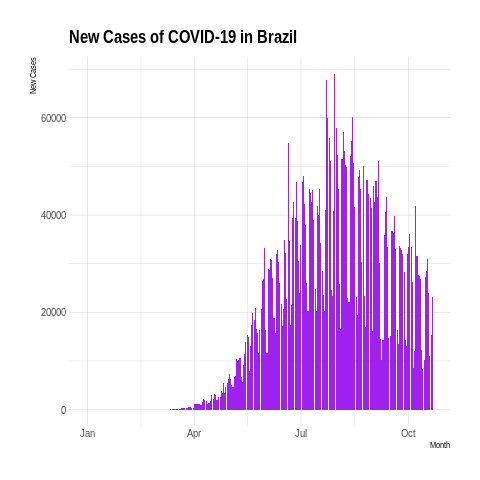 New Cases of COVID-19 in Brazil
New Cases
60000
40000
20000
0
Jan Apr Jul Oct
Month